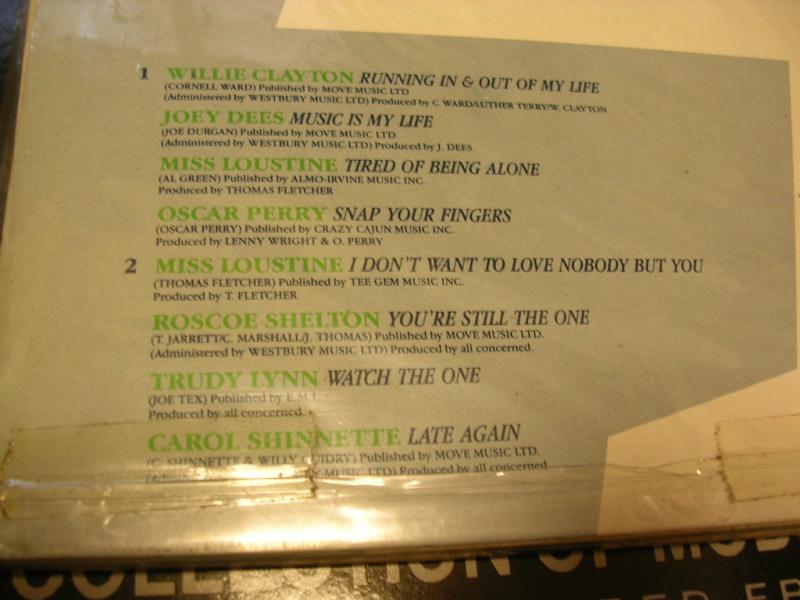 1 WILLIE CLAYTON RUNNING IN & OUT OF MY LIFE
(CORNELL WARD) Published by MOVE MUSIC LTD
(Administered by WESTBURY MUSIC LTD) Produced by C WARD/LUTHER TERRY/W. CLAYTON
JOEY DEES MUSIC IS MY LIFE
(JOE DURGAN) Published by MOVE MUSIC LTD
(Administered by WESTBURY MUSIC LTD) Produced by J. DEES
MISS LOUSTINE TIRED OF BEING ALONE
(AL GREEN) Published by ALMO-IRVINE MUSIC INC.
Produced by THOMAS FLETCHER
OSCAR PERRY SNAP YOUR FINGERS
(OSCAR PERRY) Published by CRAZY CAJUN MUSIC INC.
Produced by LENNY WRIGHT & O. PERRY
2 MISS LOUSTINE I DON'T WANT TO LOVE NOBODY BUT YOU
(THOMAS FLETCHER) Published by TEE GEM MUSIC INC.
Produced by T. FLETCHER
ROSCOE SHELTON YOU'RE STILL THE ONE
(T. JARRETT/C. MARSHALL/J. THOMAS) Published by MOVE MUSIC LTD.
(Administered by WESTBURY MUSIC LTD) Produced by all concerned.
TRUDY LYNN WATCH THE ONE
(JOE TEX) Published by E.M.I.
Produced by all concerned.
CAROL SHINNETTE LATE AGAIN
(C. SHINNETTE & WILLY GUIDRY) Published by MOVE MUSIC LTD.
MUSIC LTD) Produced by all concerned
COLLECTION OF